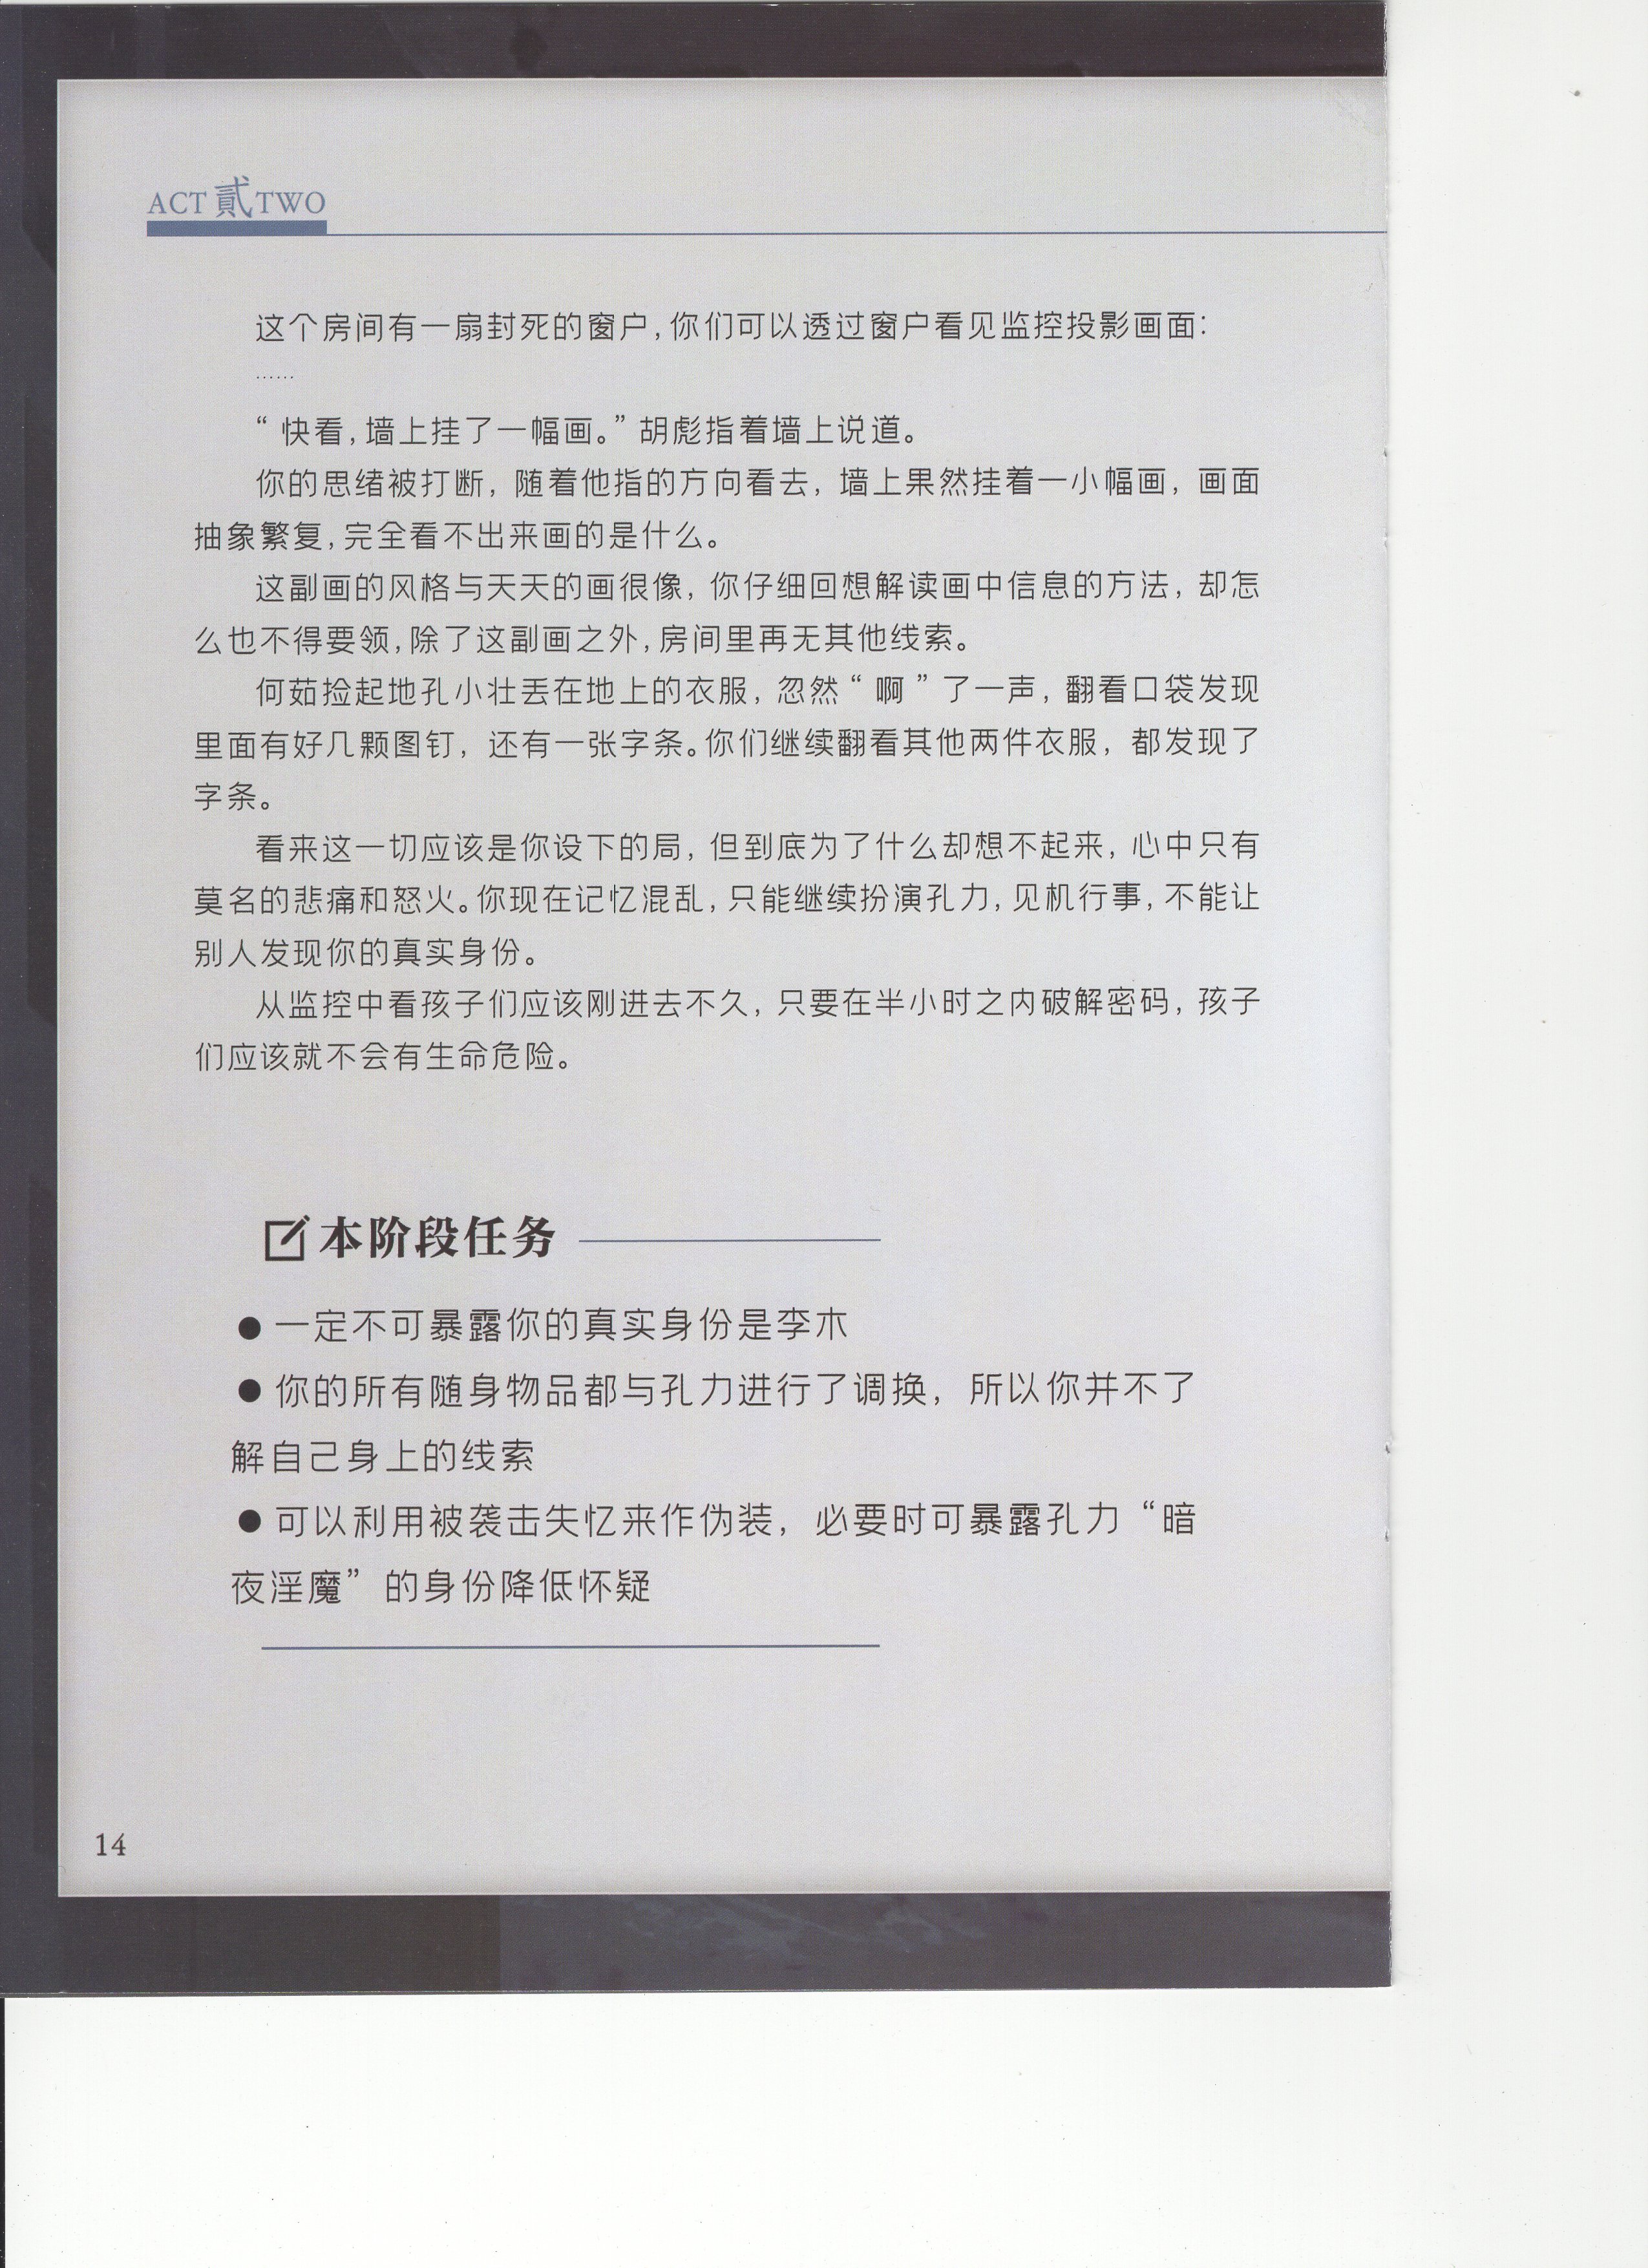 ACT 貳 TWO
这个房间有一扇封死的窗户，你们可以透过窗户看见监控投影画面：
……
“快看，墙上挂了一幅画。”胡彪指着墙上说道。
你的思绪被打断，随着他指的方向看去，墙上果然挂着一小幅画，画面
抽象繁复，完全看不出来画的是什么。
这副画的风格与天天的画很像，你仔细回想解读画中信息的方法，却怎
么也不得要领，除了这副画之外，房间里再无其他线索。
何茹捡起地孔小壮丢在地上的衣服，忽然“啊”了一声，翻看口袋发现
里面有好几颗图钉，还有一张字条。你们继续翻看其他两件衣服，都发现了
字条。
看来这一切应该是你设下的局，但到底为了什么却想不起来，心中只有
莫名的悲痛和怒火。你现在记忆混乱，只能继续扮演孔力，见机行事，不能让
别人发现你的真实身份。
从监控中看孩子们应该刚进去不久，只要在半小时之内破解密码，孩子
们应该就不会有生命危险。
本阶段任务
● 一定不可暴露你的真实身份是李木
● 你的所有随身物品都与孔力进行了调换，所以你并不了
解自己身上的线索
● 可以利用被袭击失忆来作伪装，必要时可暴露孔力“暗
夜淫魔”的身份降低怀疑
14